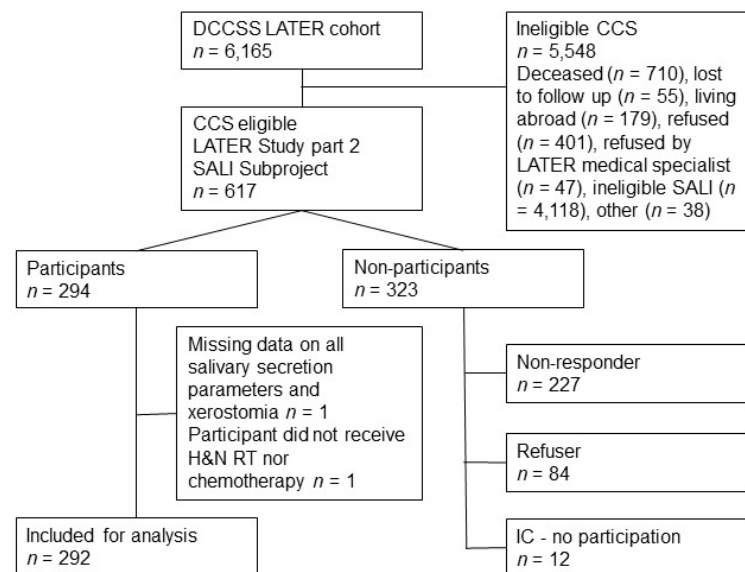 DCCSS LATER cohort
n = 6,165
Ineligible CCS
n = 5,548
Deceased (n = 710), lost
to follow up (n = 55), living
abroad (n = 179), refused
(n = 401), refused by
LATER medical specialist
(n = 47), ineligible SALI (n
= 4,118), other (n = 38)
CCS eligible
LATER Study part 2
SALI Subproject
n = 617
Participants
n = 294
Non-participants
n = 323
Missing data on all
salivary secretion
parameters and
xerostomia n = 1
Participant did not receive
H&N RT nor
chemotherapy n = 1
Non-responder
n = 227
Refuser
n = 84
Included for analysis
n = 292
IC - no participation
n = 12